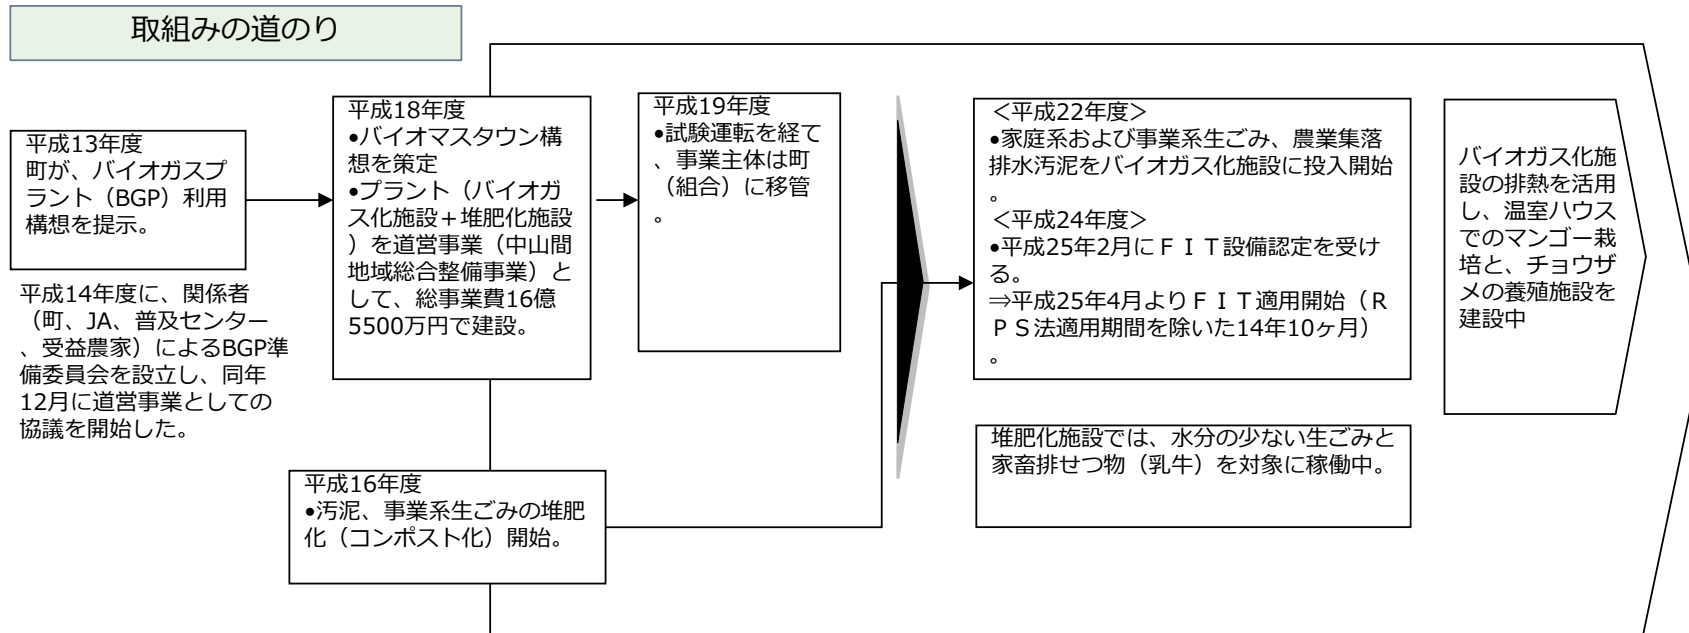 取組みの道のり
平成13年度
町が、バイオガスプ
ラント（BGP）利用
構想を提示。
平成14年度に、関係者
（町、JA、普及センター
、受益農家）によるBGP準
備委員会を設立し、同年
12月に道営事業としての
協議を開始した。
平成18年度
•バイオマスタウン構
想を策定
•プラント（バイオガ
ス化施設＋堆肥化施設
）を道営事業（中山間
地域総合整備事業）と
して、総事業費16億
5500万円で建設。
平成16年度
•汚泥、事業系生ごみの堆肥
化（コンポスト化）開始。
平成19年度
•試験運転を経て
、事業主体は町
（組合）に移管
。
＜平成22年度＞
•家庭系および事業系生ごみ、農業集落
排水汚泥をバイオガス化施設に投入開始
。
＜平成24年度＞
•平成25年2月にＦＩＴ設備認定を受け
る。
⇒平成25年4月よりＦＩＴ適用開始（Ｒ
ＰＳ法適用期間を除いた14年10ヶ月）
。
堆肥化施設では、水分の少ない生ごみと
家畜排せつ物（乳牛）を対象に稼働中。
バイオガス化施
設の排熱を活用
し、温室ハウス
でのマンゴー栽
培と、チョウザ
メの養殖施設を
建設中